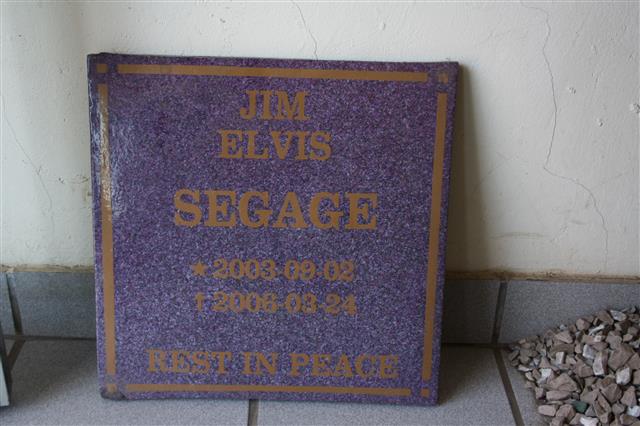 JIM
ELVIS
SEGAGE
★ 2003-09-02
† 2006-03-24
REST IN PEACE